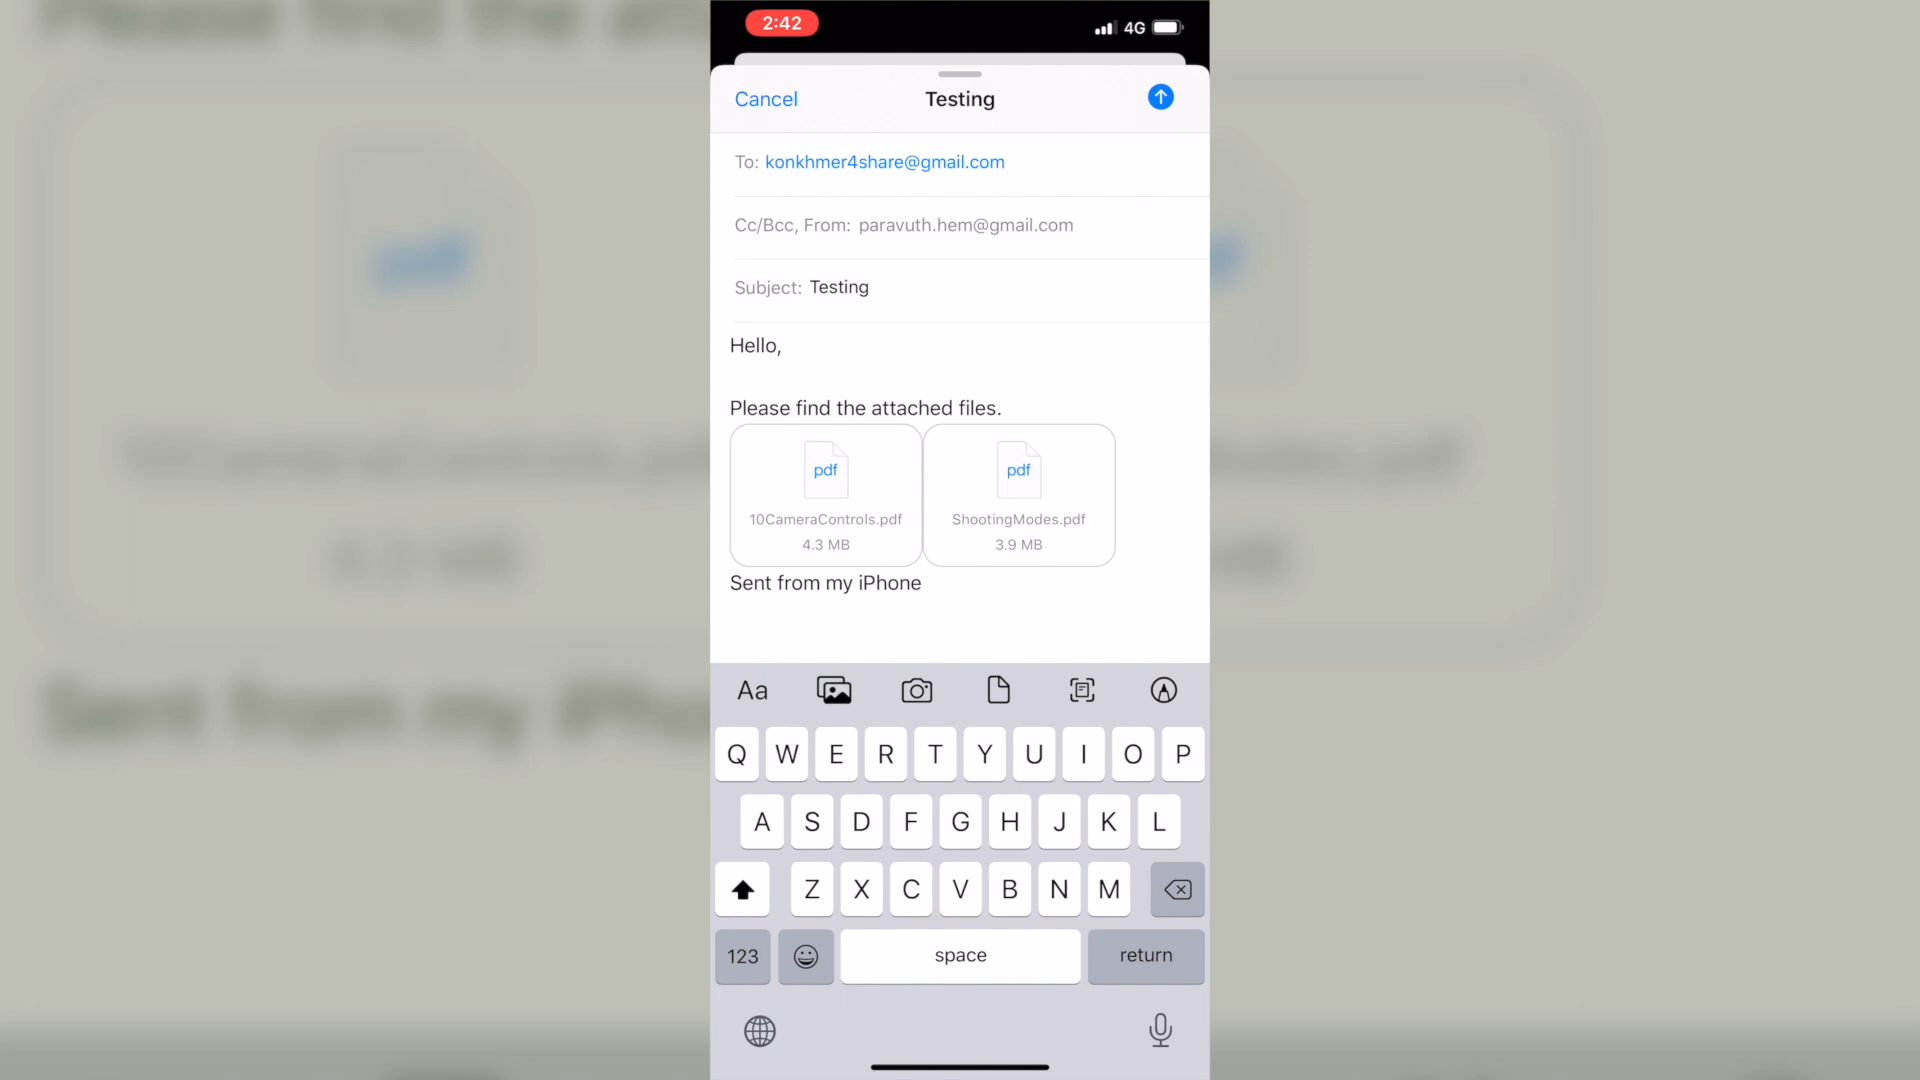 2:42
4G
Cancel
Testing
To: konkhmer4share@gmail.com
Cc/Bcc, From: paravuth.hem@gmail.com
Subject: Testing
Hello,
Please find the attached files.
pdf
pdf
10CameraControls.pdf
ShootingModes.pdf
4.3 MB
3.9 MB
Sent from my iPhone
Aa
Q W E R T Y U I O P
A S D F G H J K L
Z X C V B N M
123
space
return